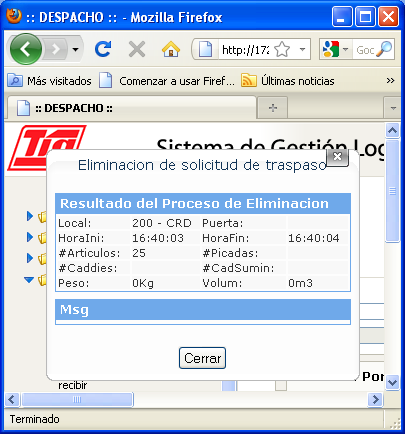 :: DESPACHO :: - Mozilla Firefox
http://172
Goc
Más visitados
Comenzar a usar Firef...
Últimas noticias
:: DESPACHO ::
Tia
Sistema de Gestión Log
Eliminacion de solicitud de traspaso
Resultado del Proceso de Eliminacion
Local: 200 - CRD Puerta:
HoraIni: 16:40:03 HoraFin: 16:40:04
#Articulos: 25 #Picadas:
#Caddies: #CadSumin:
Peso: 0Kg Volum: 0m3
Msg
Cerrar
Por
recibir
Terminado